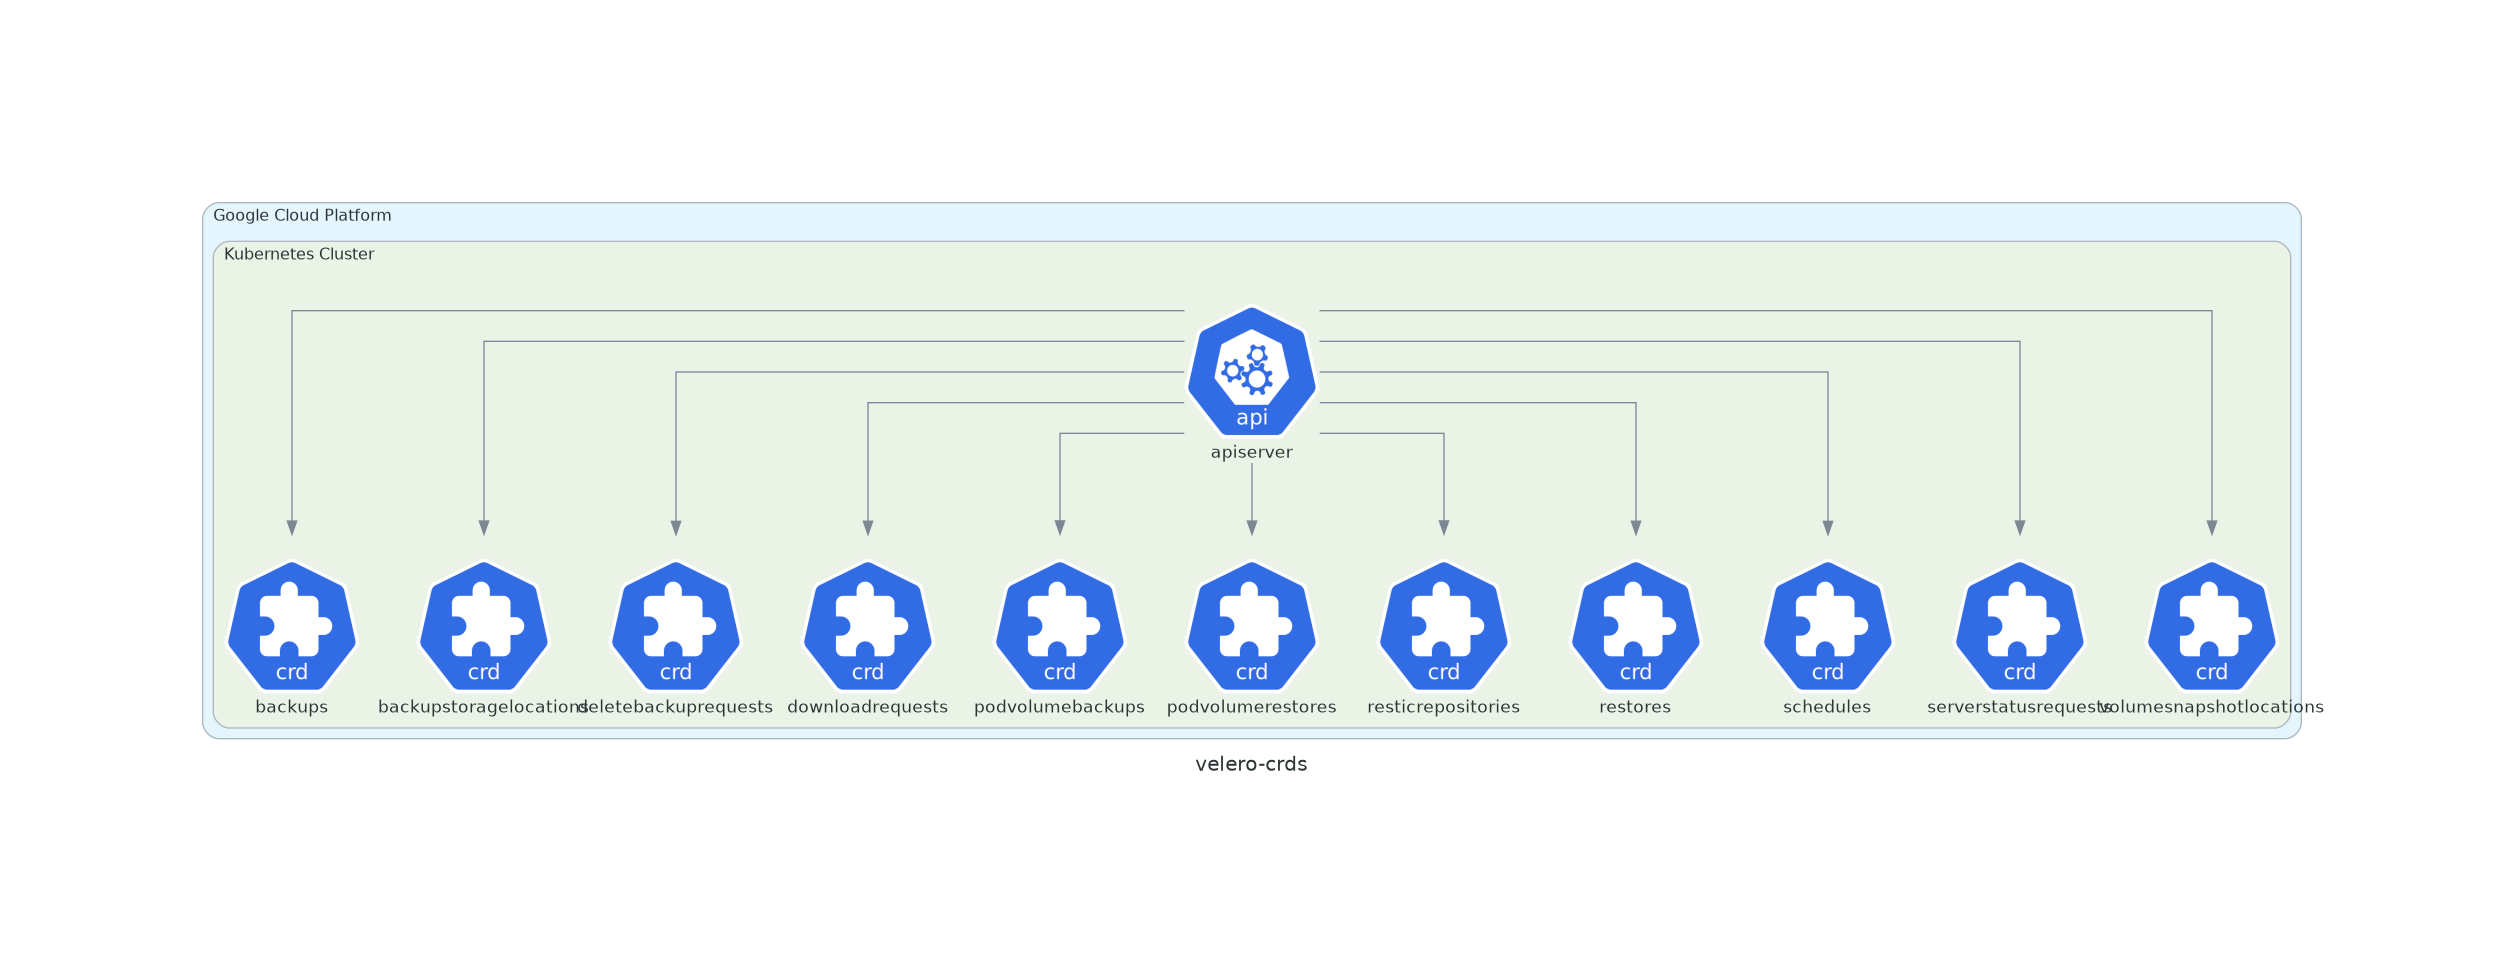 Google Cloud Platform
Kubernetes Cluster
api
apiserver
crd crd crd crd crd crd crd crd crd crd crd
backups backupstoragelocations deletebackuprequests downloadrequests podvolumebackups podvolumerestores resticrepositories restores schedules serverstatusrequests volumesnapshotlocations
velero-crds